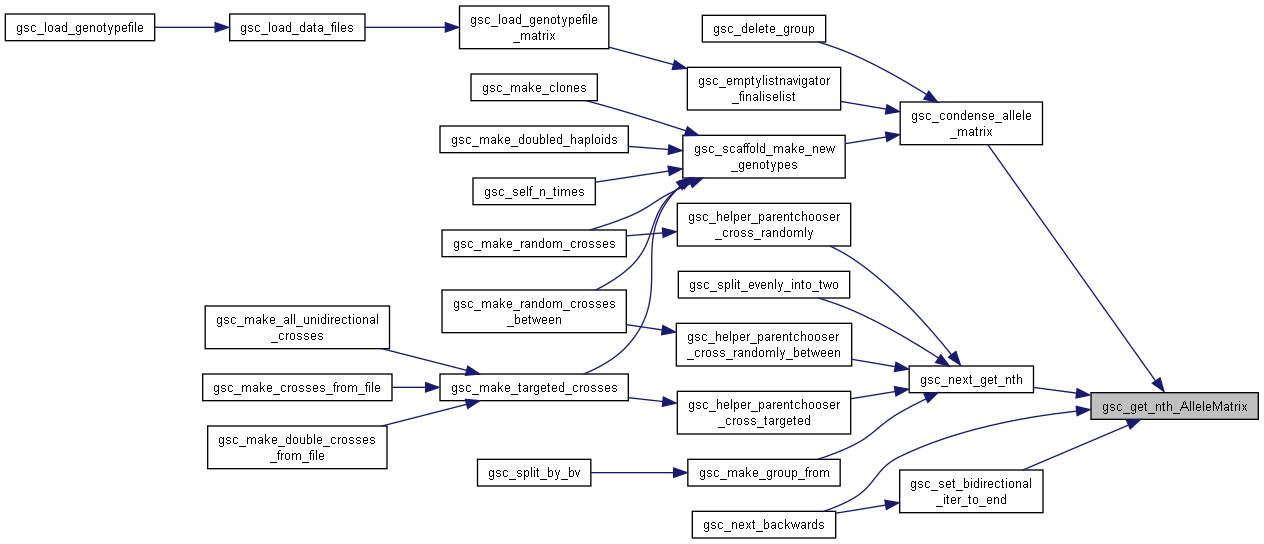 gsc_load_genotypefile
gsc_load_data_files
gsc_load_genotypefile
_matrix
gsc_delete_group
gsc_emptylistnavigator
_finaliselist
gsc_make_clones
gsc_condense_allele
_matrix
gsc_make_doubled_haploids
gsc_scaffold_make_new
_genotypes
gsc_self_n_times
gsc_helper_parentchooser
_cross_randomly
gsc_make_random_crosses
gsc_split_evenly_into_two
gsc_make_random_crosses
_between
gsc_make_all_unidirectional
_crosses
gsc_helper_parentchooser
_cross_randomly_between
gsc_next_get_nth
gsc_make_crosses_from_file
gsc_make_targeted_crosses
gsc_get_nth_AlleleMatrix
gsc_helper_parentchooser
_cross_targeted
gsc_make_double_crosses
_from_file
gsc_split_by_bv
gsc_make_group_from
gsc_set_bidirectional
_iter_to_end
gsc_next_backwards